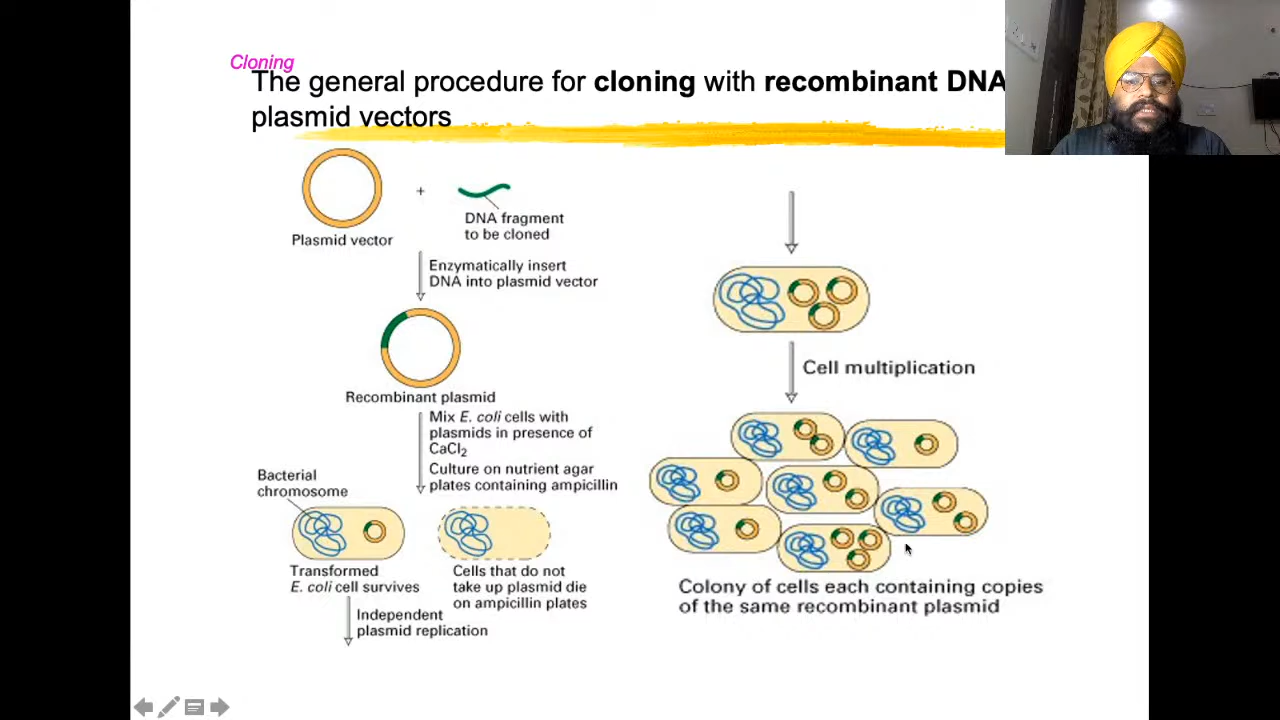 Cloning
The general procedure for cloning with recombinant DNA
plasmid vectors
+
Plasmid vector
DNA fragment
to be cloned
Enzymatically insert
DNA into plasmid vector
Recombinant plasmid
Mix E. coli cells with
plasmids in presence of
CaCl₂
Culture on nutrient agar
plates containing ampicillin
Bacterial
chromosome
Transformed
E. coli cell survives
Cells that do not
take up plasmid die
on ampicillin plates
Independent
plasmid replication
Cell multiplication
Colony of cells each containing copies
of the same recombinant plasmid